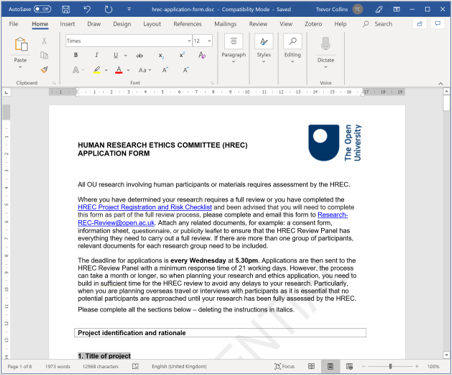 AutoSave Off hrec-application-form.doc - Compatibility Mode - Saved Trevor Collins TC
File Home Insert Draw Design Layout References Mailings Review View Zotero Help Search
Times 12
Paste B I U ab x₂ x² A Paragraph Styles Editing Dictate
A A Aa A A
Clipboard Font Voice
HUMAN RESEARCH ETHICS COMMITTEE (HREC)
APPLICATION FORM
The Open University
All OU research involving human participants or materials requires assessment by the HREC.
Where you have determined your research requires a full review or you have completed the
HREC Project Registration and Risk Checklist and been advised that you will need to complete
this form as part of the full review process, please complete and email this form to Research-
REC-Review@open.ac.uk. Attach any related documents, for example: a consent form,
information sheet, questionnaire, or publicity leaflet to ensure that the HREC Review Panel has
everything they need to carry out a full review. If there are more than one group of participants,
relevant documents for each research group need to be included.
The deadline for applications is every Wednesday at 5.30pm. Applications are then sent to the
HREC Review Panel with a minimum response time of 21 working days. However, the process
can take a month or longer, so when planning your research and ethics application, you need to
build in sufficient time for the HREC review to avoid any delays to your research. Particularly,
when you are planning overseas travel or interviews with participants as it is essential that no
potential participants are approached until your research has been fully assessed by the HREC.
Please complete all the sections below – deleting the instructions in italics.
Project identification and rationale
1. Title of project
Page 1 of 8 1973 words 12968 characters English (United Kingdom) Focus 100%